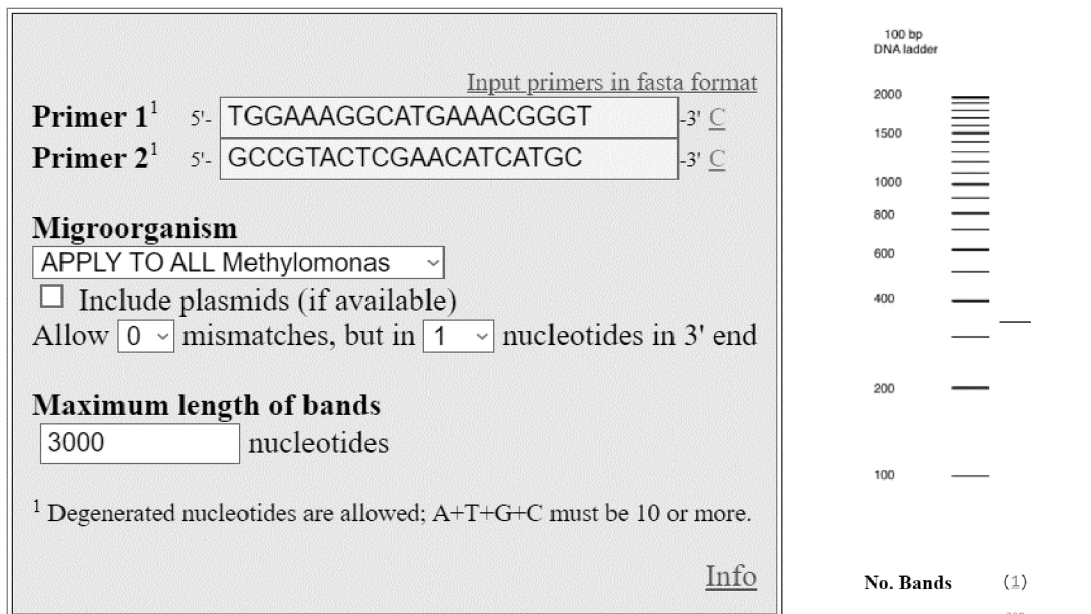 Input primers in fasta format
Primer 1¹ 5'- TGGAAAGGCATGAAACGGGT -3' C
Primer 2¹ 5'- GCCGTACTCGAACATCATGC -3' C
Migroorganism
APPLY TO ALL Methylomonas
Include plasmids (if available)
Allow 0 mismatches, but in 1 nucleotides in 3' end
Maximum length of bands
3000 nucleotides
¹ Degenerated nucleotides are allowed; A+T+G+C must be 10 or more.
Info
100 bp
DNA ladder
2000
1500
1000
800
600
400
200
100
No. Bands (1)